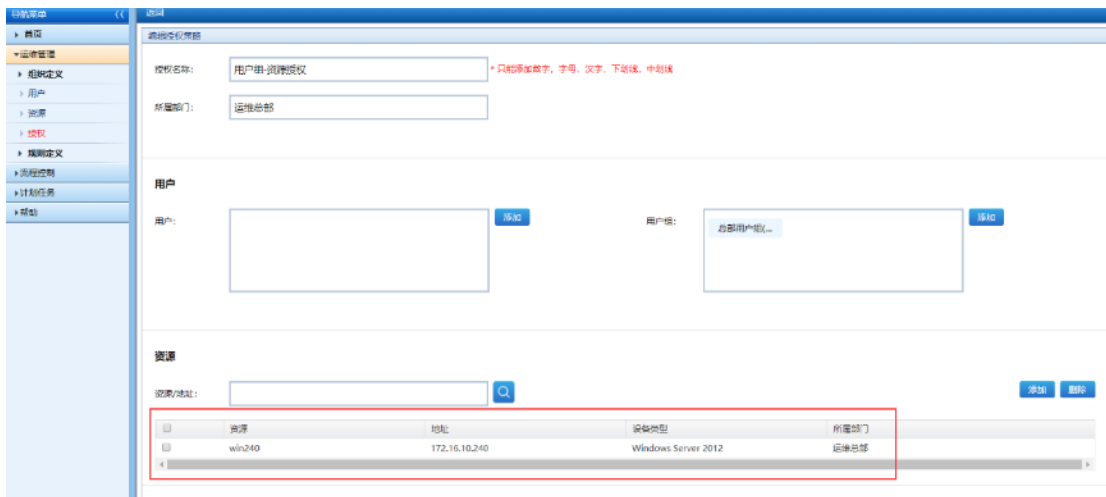 导航菜单
返回
首页
编辑授权策略
运维管理
组织定义
用户
资源
授权
规则定义
流程控制
计划任务
帮助
授权名称：
用户组-资源授权
* 只能添加数字，字母，汉字，下划线，中划线
所属部门：
运维总部
用户
用户：
添加
用户组：
总部用户组(...
添加
资源
资源/地址：
添加
删除
资源 地址 设备类型 所属部门
win240 172.16.10.240 Windows Server 2012 运维总部